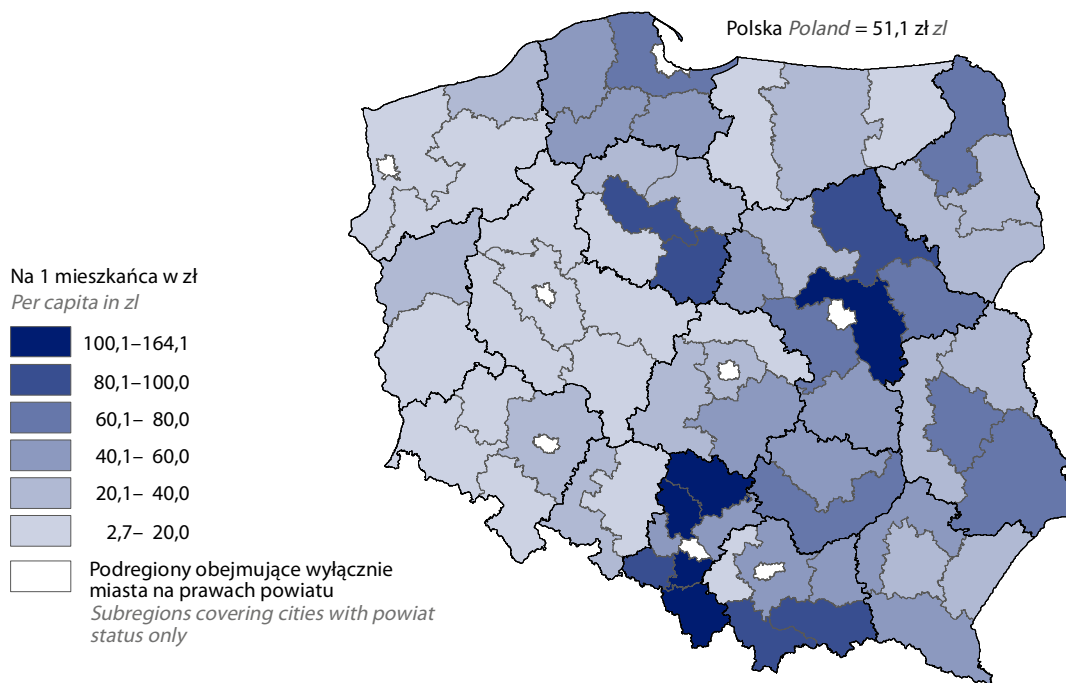 Polska Poland = 51,1 zł zl
Na 1 mieszkańca w zł
Per capita in zl
100,1–164,1
80,1–100,0
60,1– 80,0
40,1– 60,0
20,1– 40,0
2,7– 20,0
Podregiony obejmujące wyłącznie
miasta na prawach powiatu
Subregions covering cities with powiat
status only